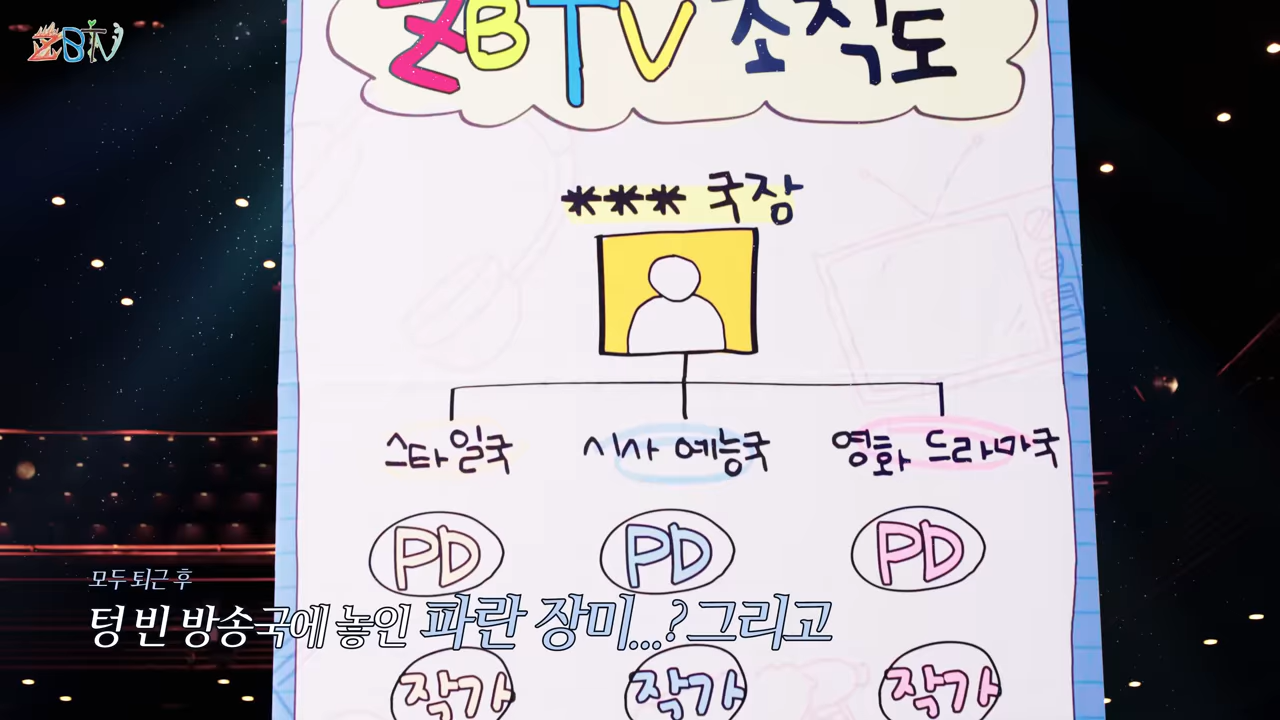 ZBTV
ZBTV 조직도
*** 국장
스타일국 시사 예능국 영화 드라마국
PD PD PD
모두 퇴근 후
텅 빈 방송국에 놓인 파란 장미...? 그리고
작가 작가 작가